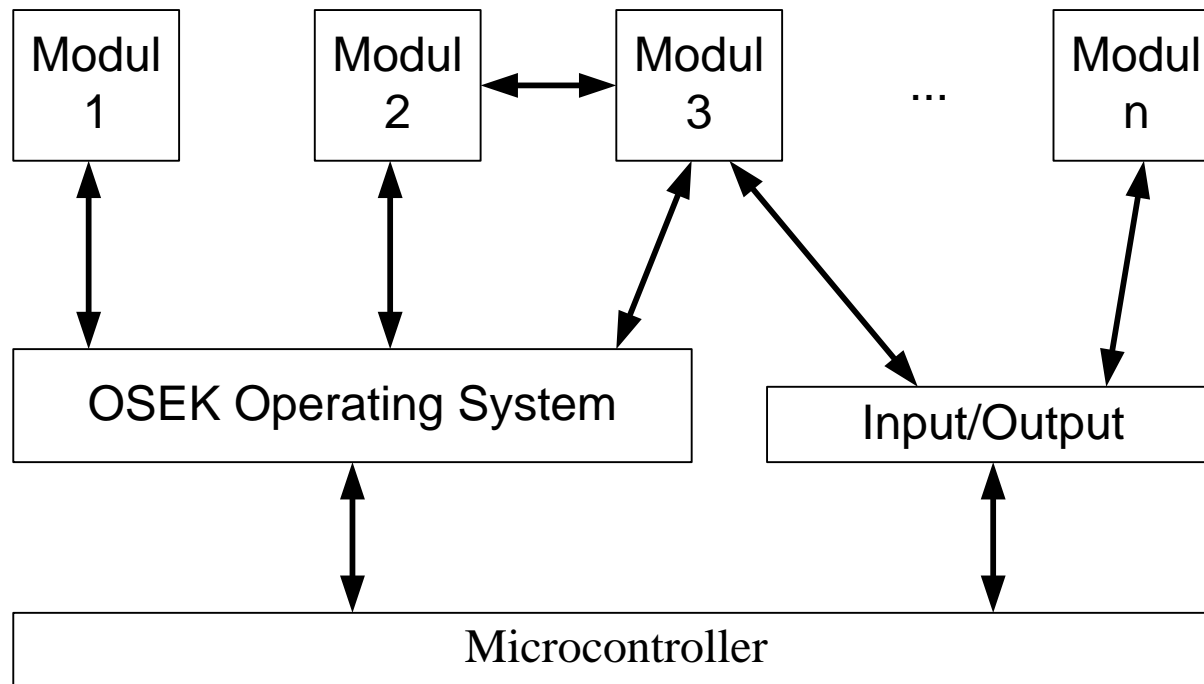 Modul
1
Modul
2
Modul
3
...
Modul
n
OSEK Operating System
Input/Output
Microcontroller